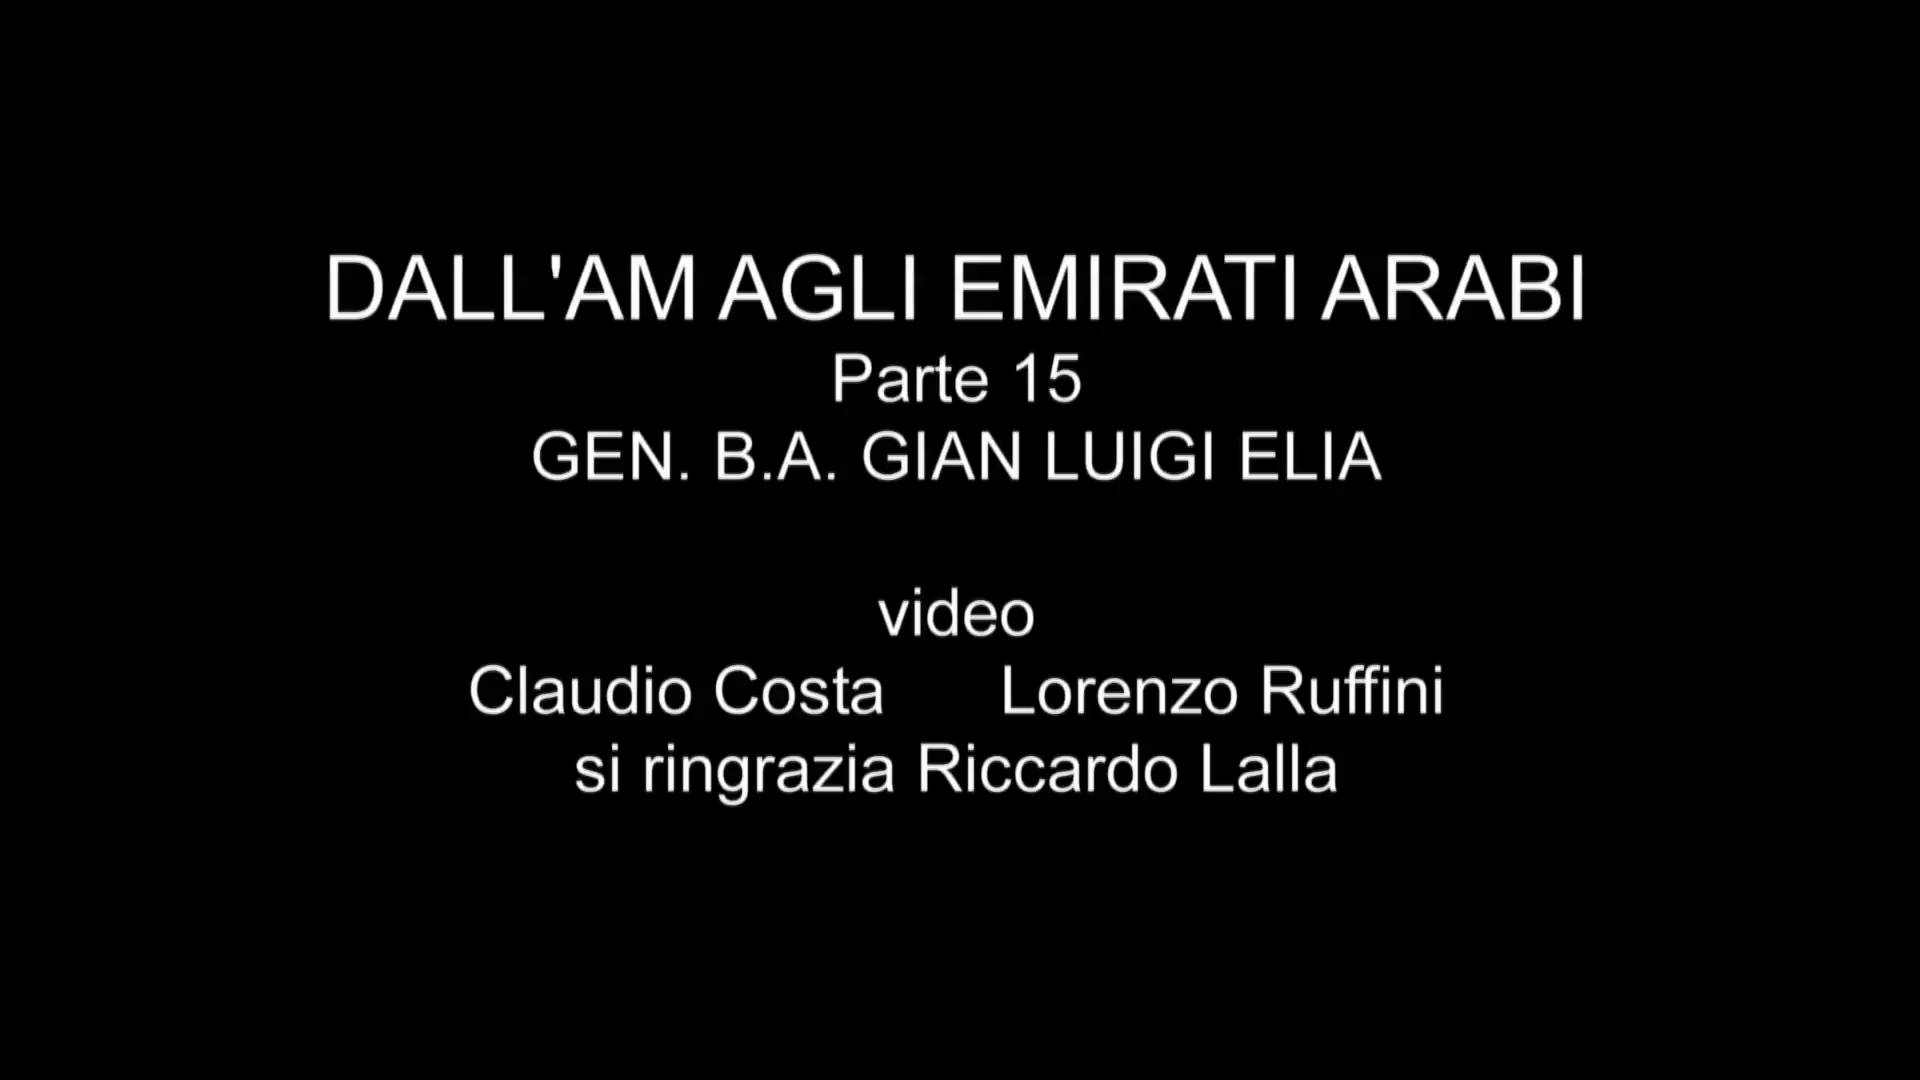 DALL'AM AGLI EMIRATI ARABI
Parte 15
GEN. B.A. GIAN LUIGI ELIA
video
Claudio Costa Lorenzo Ruffini
si ringrazia Riccardo Lalla